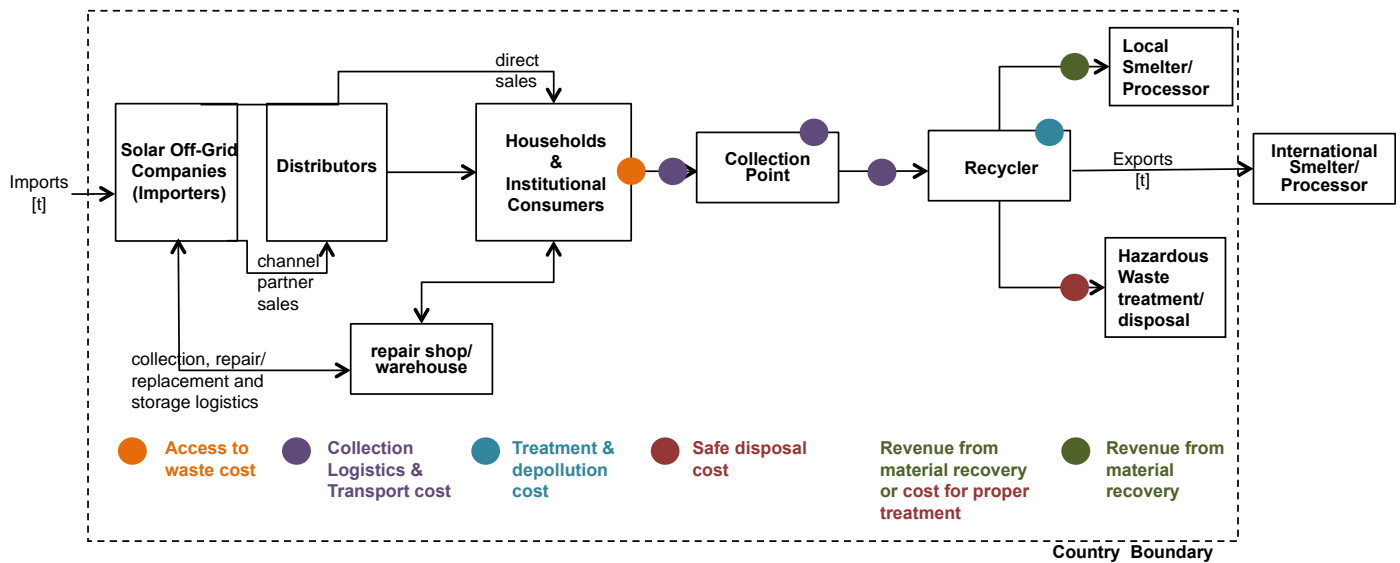 direct
sales
Local
Smelter/
Processor
Solar Off-Grid
Companies
(Importers)
Distributors
Households
&
Institutional
Consumers
Collection
Point
Recycler
Exports
[t]
International
Smelter/
Processor
Imports
[t]
channel
partner
sales
Hazardous
Waste
treatment/
disposal
repair shop/
warehouse
collection, repair/
replacement and
storage logistics
Access to
waste cost
Collection
Logistics &
Transport cost
Treatment &
depollution
cost
Safe disposal
cost
Revenue from
material recovery
or cost for proper
treatment
Revenue from
material
recovery
Country Boundary